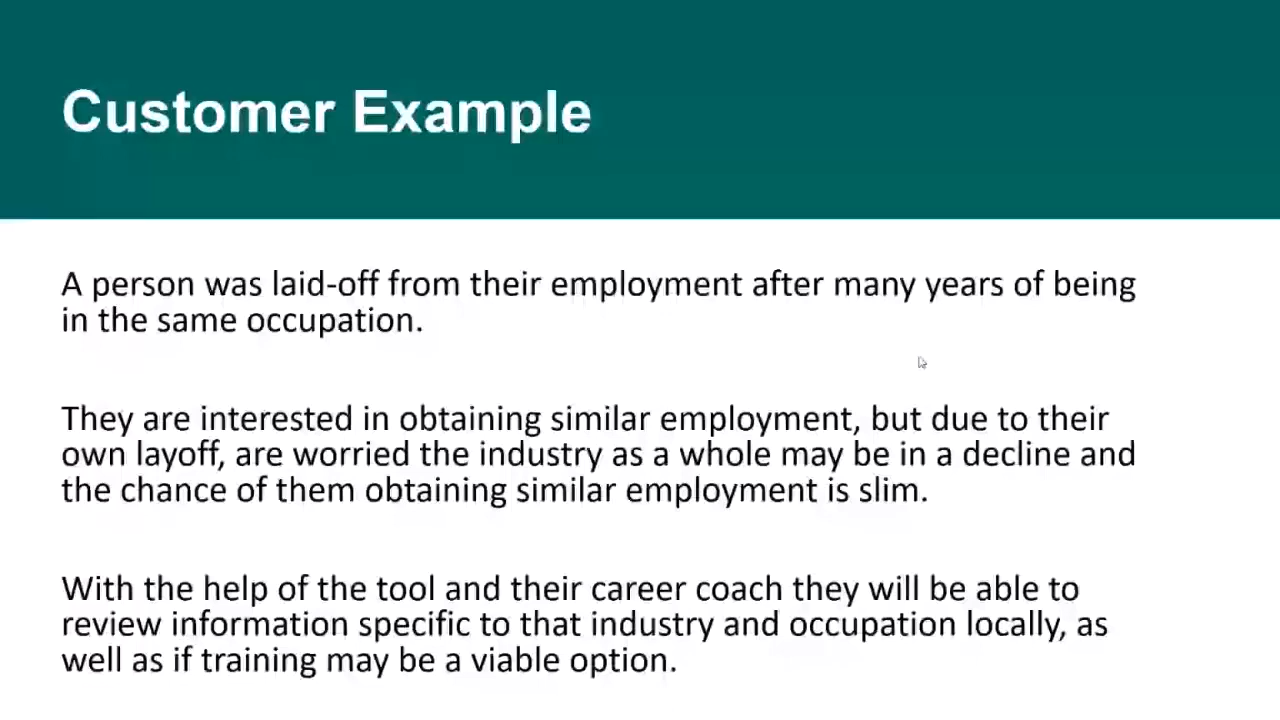 Customer Example
A person was laid-off from their employment after many years of being
in the same occupation.
They are interested in obtaining similar employment, but due to their
own layoff, are worried the industry as a whole may be in a decline and
the chance of them obtaining similar employment is slim.
With the help of the tool and their career coach they will be able to
review information specific to that industry and occupation locally, as
well as if training may be a viable option.